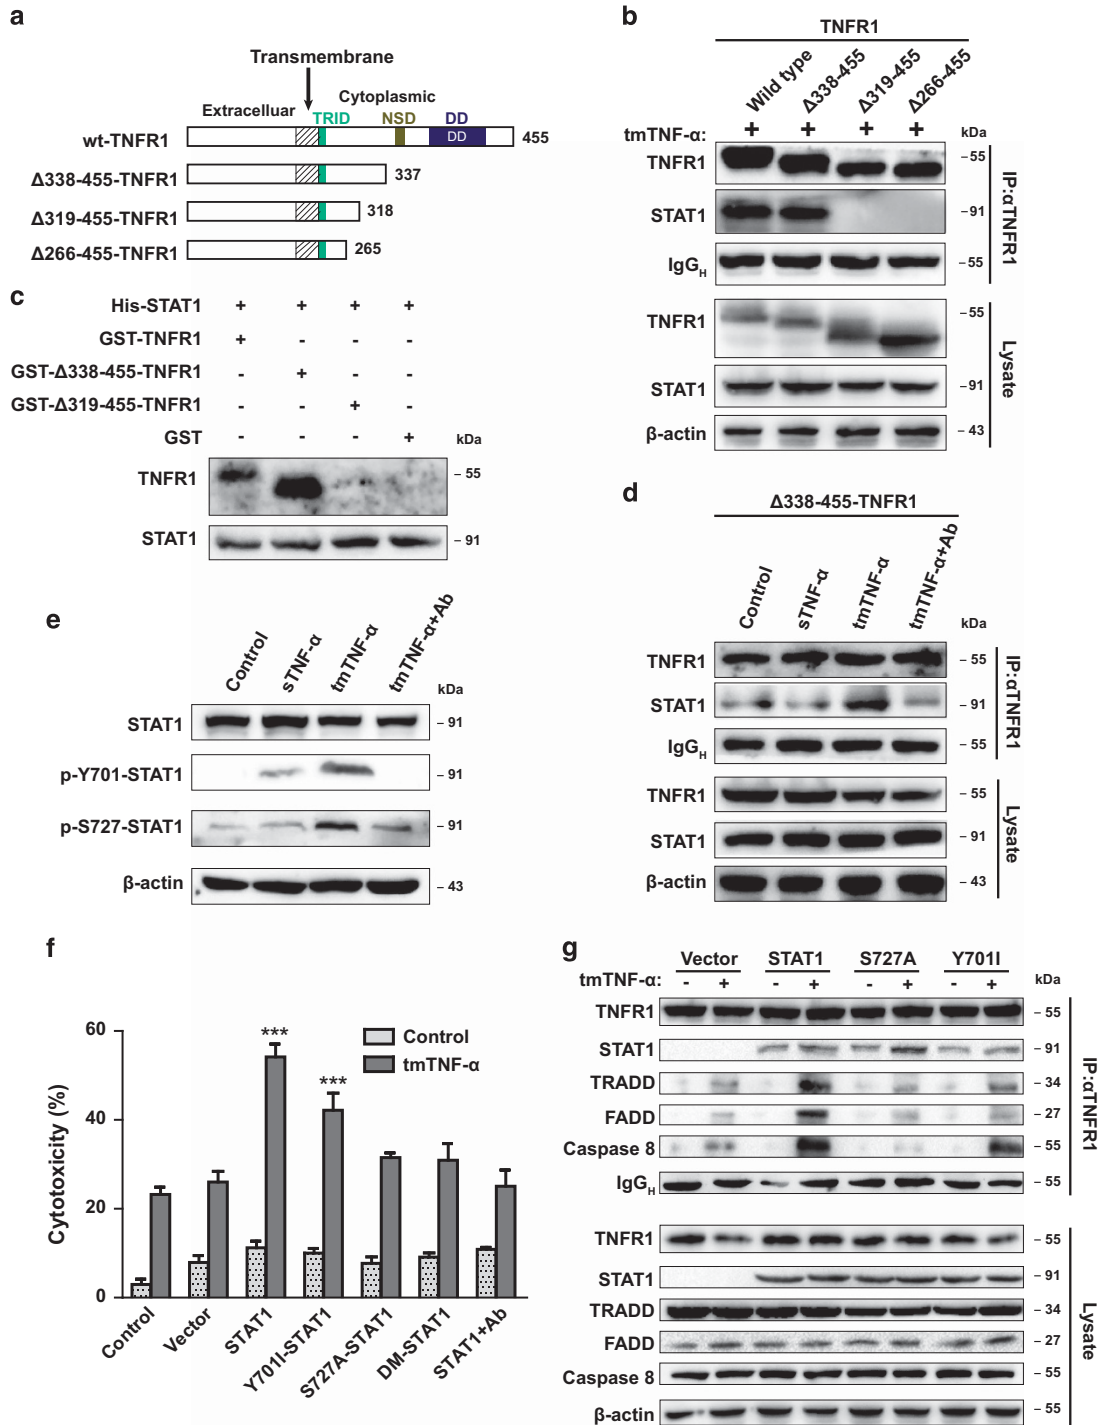 a
Transmembrane
Extracelluar
Cytoplasmic
TRID NSD DD
wt-TNFR1 DD 455
Δ338-455-TNFR1 337
Δ319-455-TNFR1 318
Δ266-455-TNFR1 265
b
TNFR1
Wild type Δ338-455 Δ319-455 Δ266-455
tmTNF-α: + + + + kDa
TNFR1 – 55
STAT1 – 91
IgGH – 55
IP:αTNFR1
TNFR1 – 55
STAT1 – 91
β-actin – 43
Lysate
c
His-STAT1 + + + +
GST-TNFR1 + - - -
GST-Δ338-455-TNFR1 - + - -
GST-Δ319-455-TNFR1 - - + -
GST - - - + kDa
TNFR1 – 55
STAT1 – 91
d
Δ338-455-TNFR1
Control sTNF-α tmTNF-α tmTNF-α+Ab
kDa
TNFR1 – 55
STAT1 – 91
IgGH – 55
IP:αTNFR1
TNFR1 – 55
STAT1 – 91
β-actin – 43
Lysate
e
Control sTNF-α tmTNF-α tmTNF-α+Ab
kDa
STAT1 – 91
p-Y701-STAT1 – 91
p-S727-STAT1 – 91
β-actin – 43
f
Cytotoxicity (%)
60
40
20
0
***
***
Control
tmTNF-α
Control Vector STAT1 Y701I-STAT1 S727A-STAT1 DM-STAT1 STAT1+Ab
g
Vector STAT1 S727A Y701I
tmTNF-α: - + - + - + - + kDa
TNFR1 – 55
STAT1 – 91
TRADD – 34
FADD – 27
Caspase 8 – 55
IgGH – 55
IP:αTNFR1
TNFR1 – 55
STAT1 – 91
TRADD – 34
FADD – 27
Caspase 8 – 55
β-actin – 55
Lysate